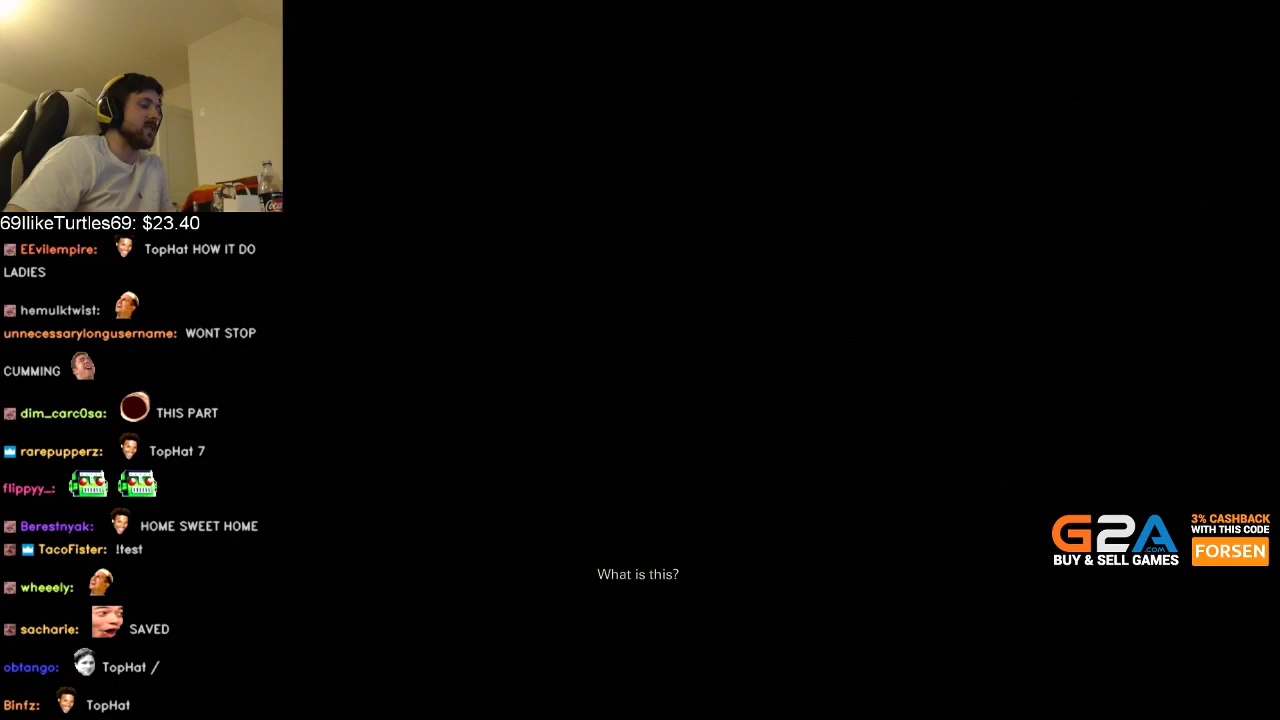 69IlikeTurtles69: $23.40
EEvilempire: TopHat HOW IT DO
LADIES
hemulktwist:
unnecessarylongusername: WONT STOP
CUMMING
dim_carc0sa: THIS PART
rarepupperz: TopHat 7
flippyy_:
Berestnyak: HOME SWEET HOME
TacoFister: !test
wheeely:
sacharie: SAVED
obtango: TopHat /
Binfz: TopHat
What is this?
G2A
.COM
BUY & SELL GAMES
3% CASHBACK
WITH THIS CODE
FORSEN
Coca